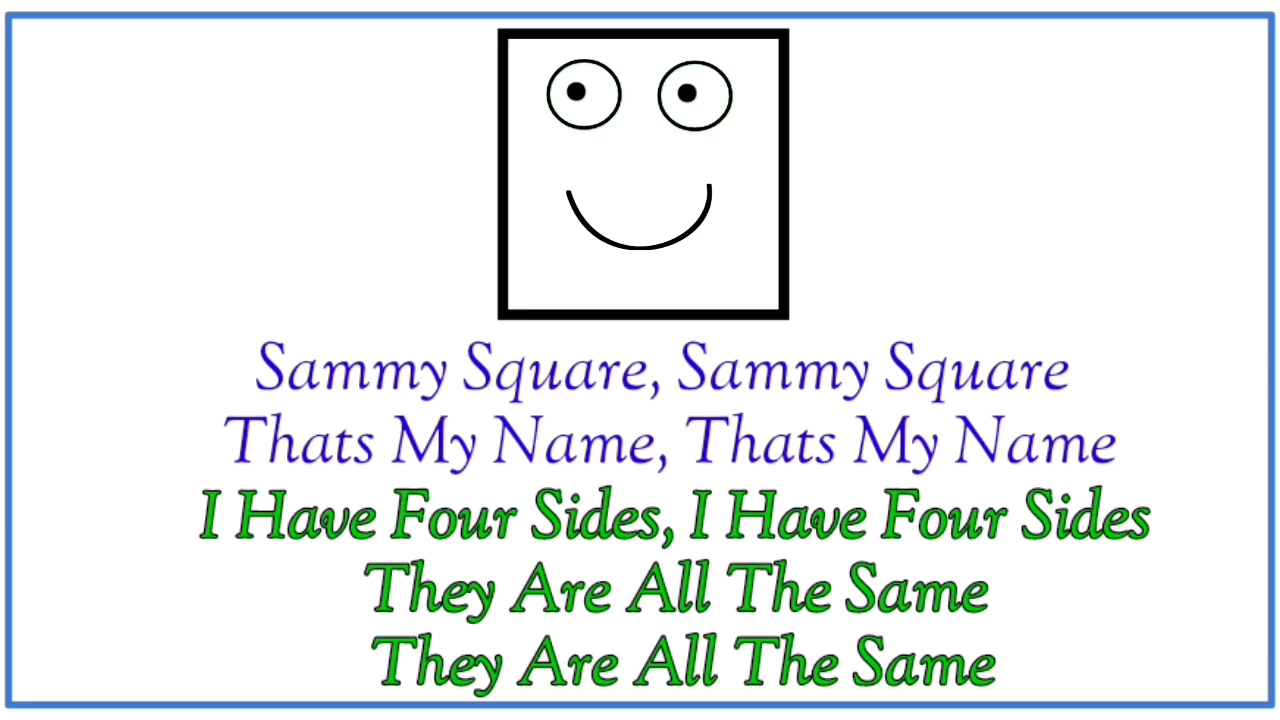 Sammy Square, Sammy Square
Thats My Name, Thats My Name
I Have Four Sides, I Have Four Sides
They Are All The Same
They Are All The Same